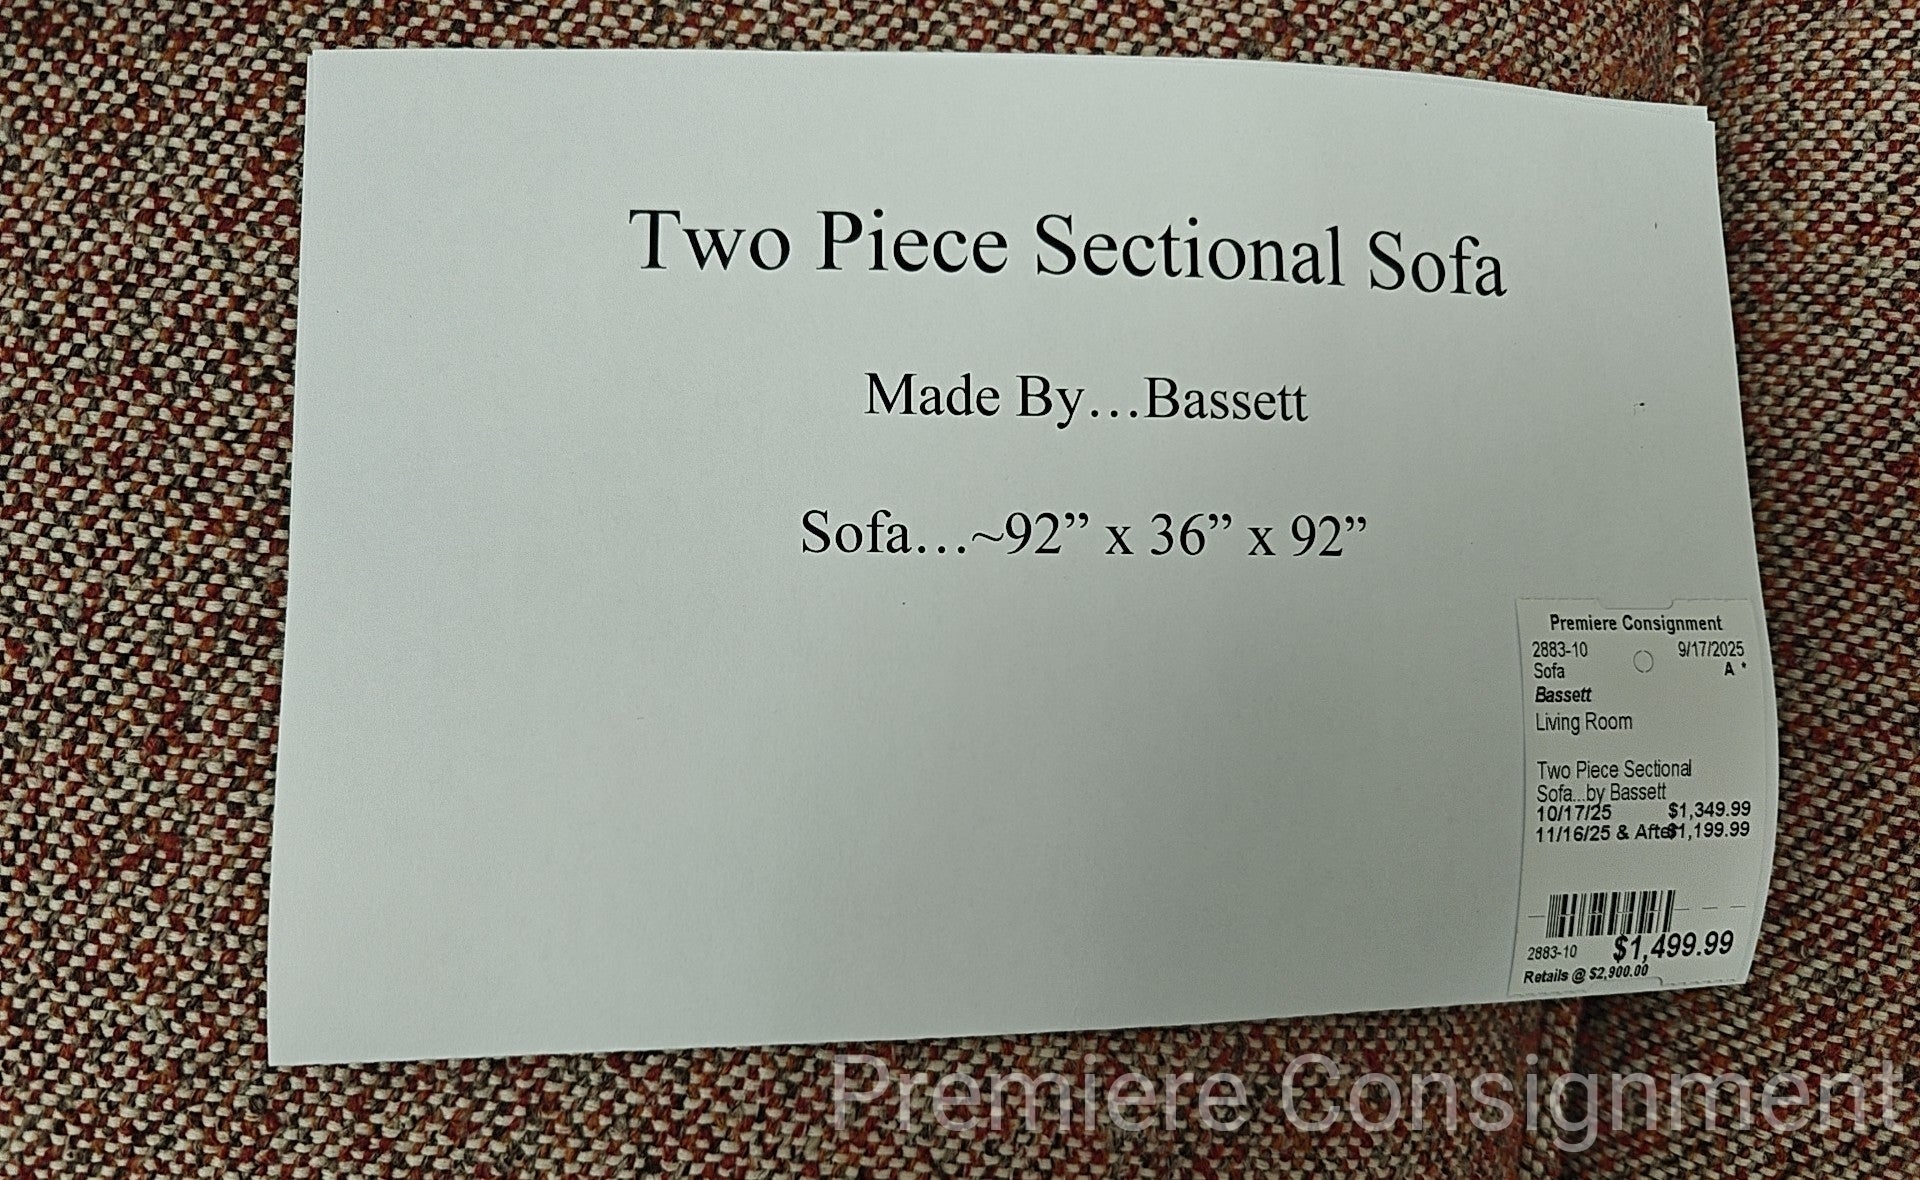 Two Piece Sectional Sofa
Made By…Bassett
Sofa…~92” x 36” x 92”
Premiere Consignment
2883-10 9/17/2025
Sofa A *
Bassett
Living Room
Two Piece Sectional
Sofa...by Bassett
10/17/25 $1,349.99
11/16/25 & After $1,199.99
2883-10 $1,499.99
Retails @ $2,900.00
Premiere Consignment